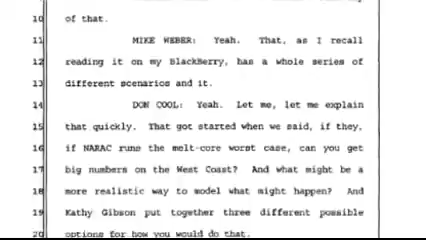 10 of that.
11 MIKE WEBER: Yeah. That, as I recall
12 reading it on my BlackBerry, has a whole series of
13 different scenarios and it.
14 DON COOL: Yeah. Let me, let me explain
15 that quickly. That got started when we said, if they,
16 if NARAC runs the melt-core worst case, can you get
17 big numbers on the West Coast? And what might be a
18 more realistic way to model what might happen? And
19 Kathy Gibson put together three different possible
20 options for how you would do that.